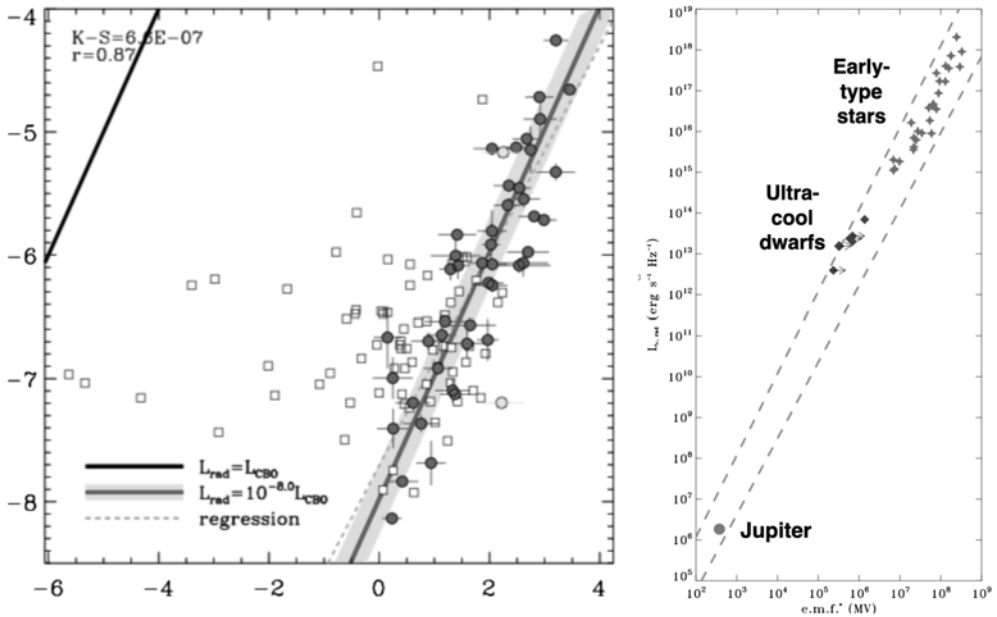 K-S=6.6E-07
r=0.87
-4
-5
-6
-7
-8
L_rad=L_CBO
L_rad=10^-8.0 L_CBO
regression
-6 -4 -2 0 2 4
10^19
10^18
10^17
10^16
10^15
10^14
10^13
10^12
10^11
10^10
10^9
10^8
10^7
10^6
10^5
L_ν,rad (erg s^-1 Hz^-1)
Early-
type
stars
Ultra-
cool
dwarfs
Jupiter
10^2 10^3 10^4 10^5 10^6 10^7 10^8 10^9
e.m.f.* (MV)